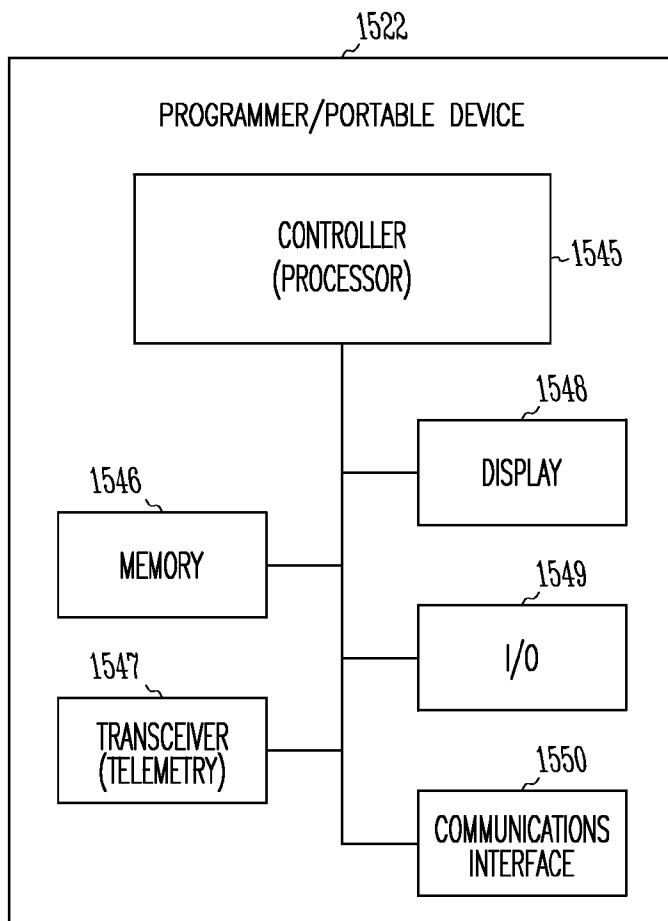 1522
PROGRAMMER/PORTABLE DEVICE
CONTROLLER
(PROCESSOR)
1545
1548
DISPLAY
1546
MEMORY
1549
I/O
1547
TRANSCEIVER
(TELEMETRY)
1550
COMMUNICATIONS
INTERFACE